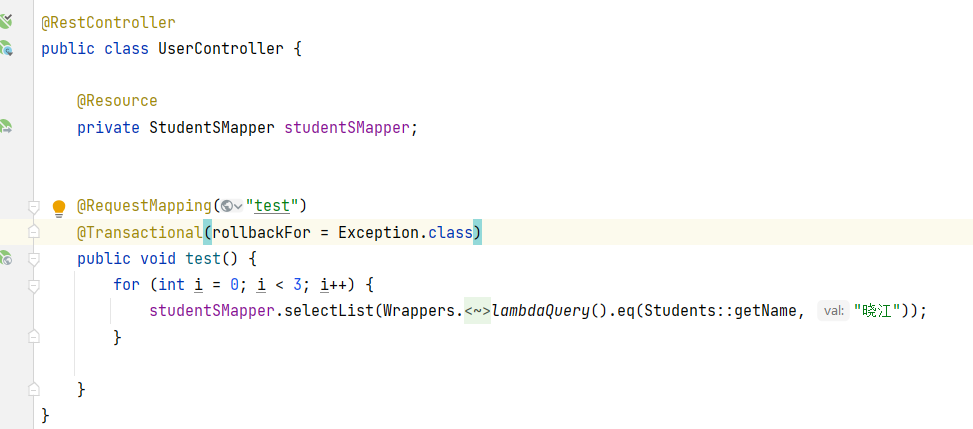 @RestController
public class UserController {
@Resource
private StudentSMapper studentSMapper;
@RequestMapping("test")
@Transactional(rollbackFor = Exception.class)
public void test() {
for (int i = 0; i < 3; i++) {
studentSMapper.selectList(Wrappers.<~>lambdaQuery().eq(Students::getName, val: "晓江"));
}
}
}